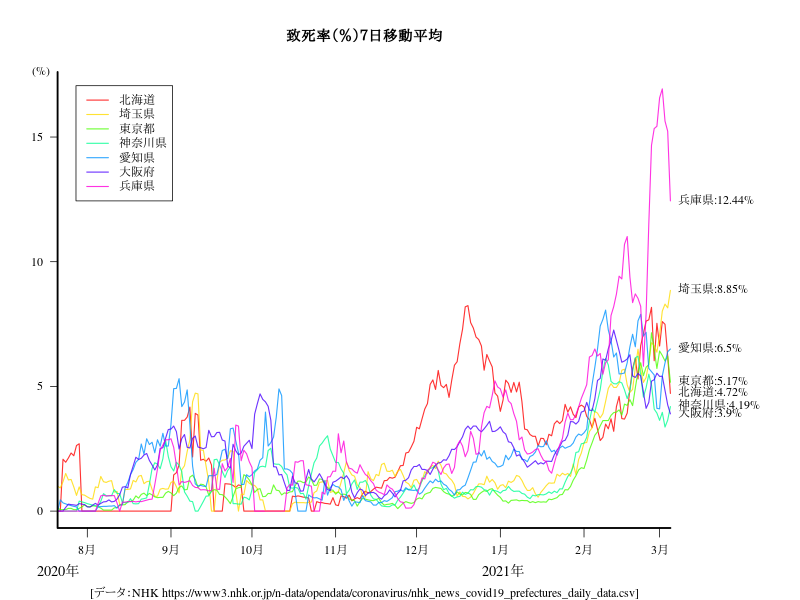 致死率(%)7日移動平均
(%)
北海道
埼玉県
東京都
神奈川県
愛知県
大阪府
兵庫県
15
10
5
0
兵庫県:12.44%
埼玉県:8.85%
愛知県:6.5%
東京都:5.17%
北海道:4.72%
神奈川県:4.19%
大阪府:3.9%
8月 9月 10月 11月 12月 1月 2月 3月
2020年 2021年
[データ:NHK https://www3.nhk.or.jp/n-data/opendata/coronavirus/nhk_news_covid19_prefectures_daily_data.csv]